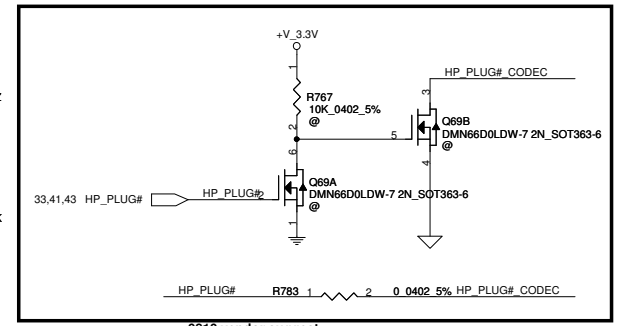 +V_3.3V
1
R767
10K_0402_5%
@
2
HP_PLUG#_CODEC
3
5
Q69B
DMN66D0LDW-7 2N_SOT363-6
@
4
6
Q69A
DMN66D0LDW-7 2N_SOT363-6
@
33,41,43 HP_PLUG# HP_PLUG# 2
1
HP_PLUG# R783 1 2 0_0402_5% HP_PLUG#_CODEC